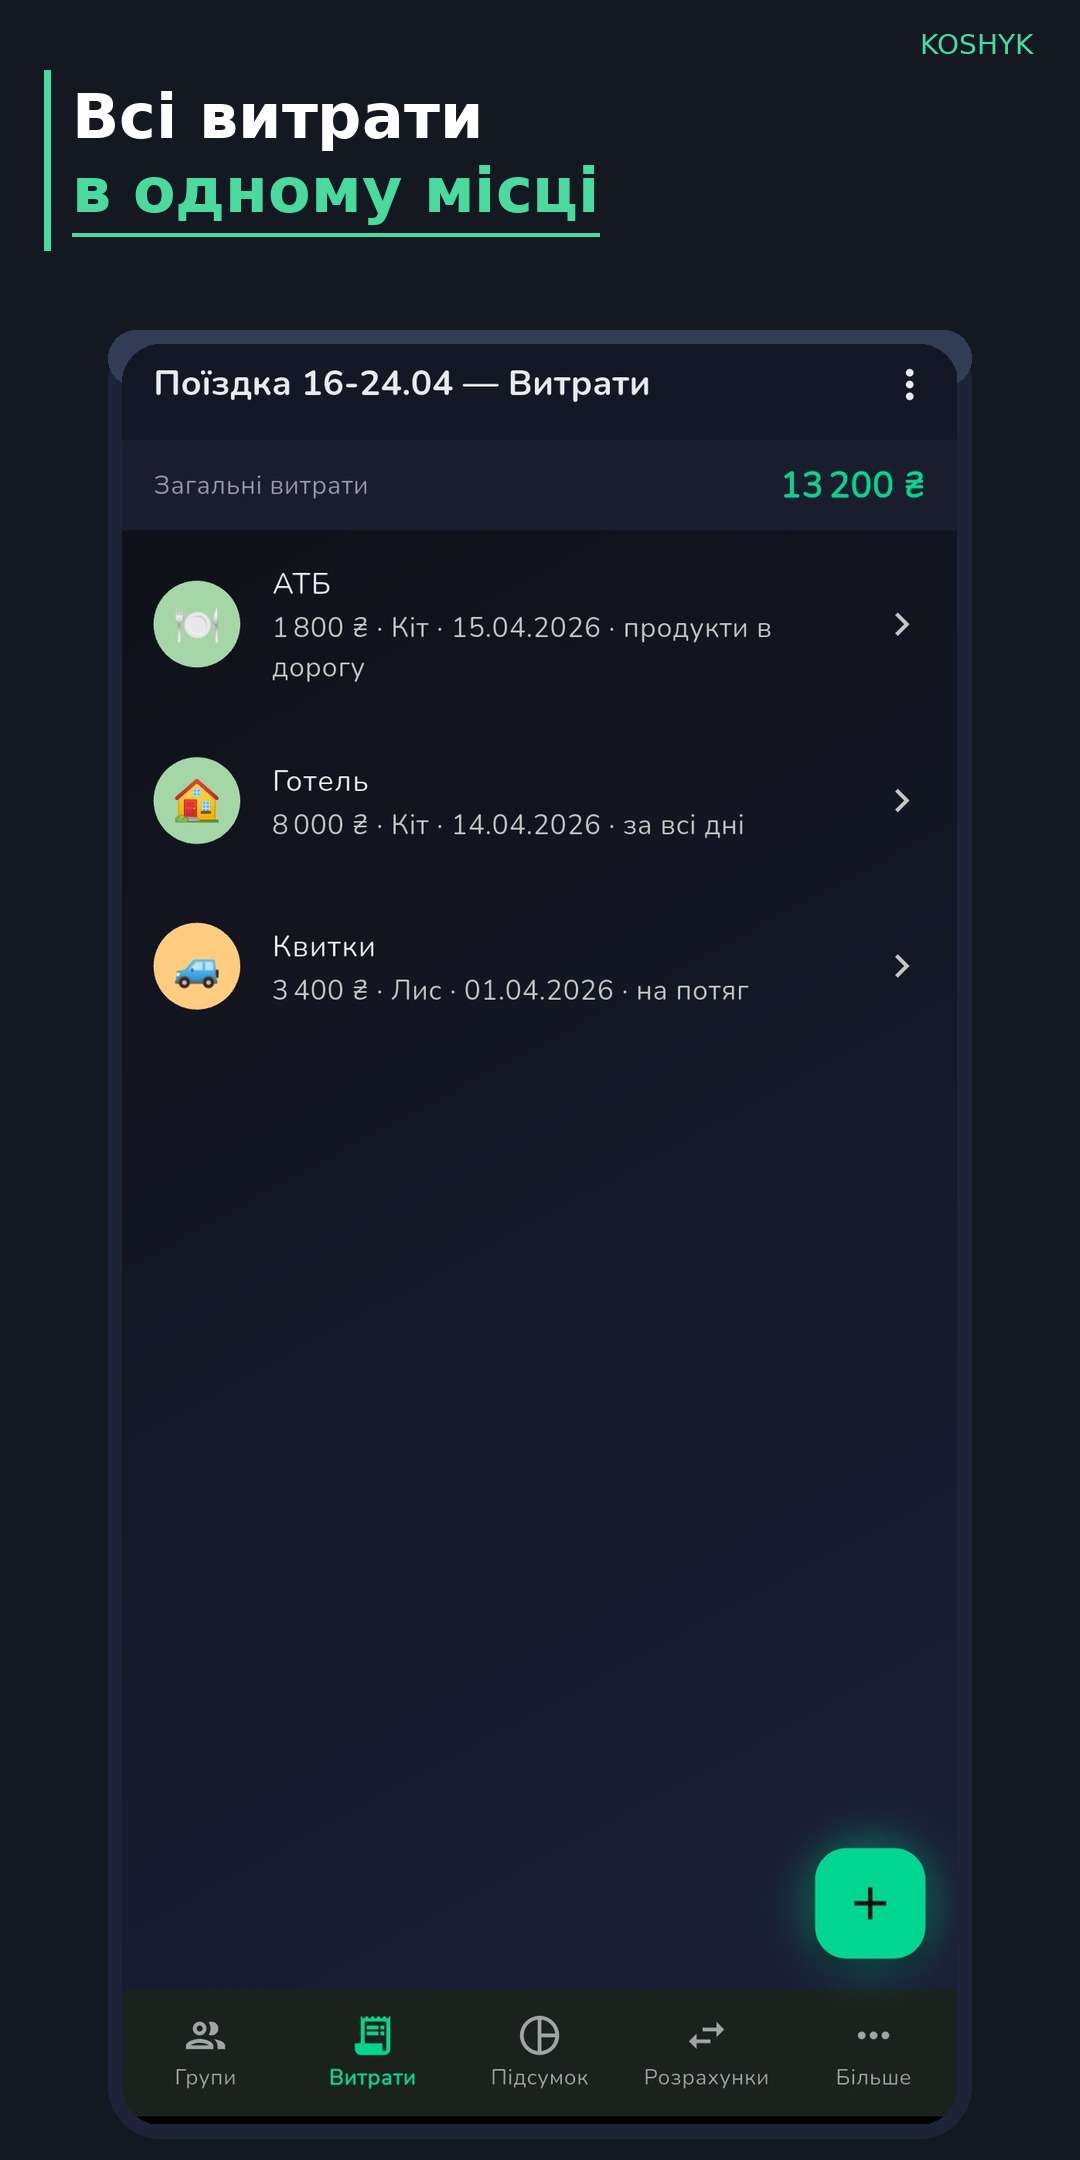 KOSHYK
Всі витрати
в одному місці
Поїздка 16-24.04 — Витрати
Загальні витрати
13 200 ₴
АТБ
1 800 ₴ · Кіт · 15.04.2026 · продукти в
дорогу
Готель
8 000 ₴ · Кіт · 14.04.2026 · за всі дні
Квитки
3 400 ₴ · Лис · 01.04.2026 · на потяг
Групи
Витрати
Підсумок
Розрахунки
Більше